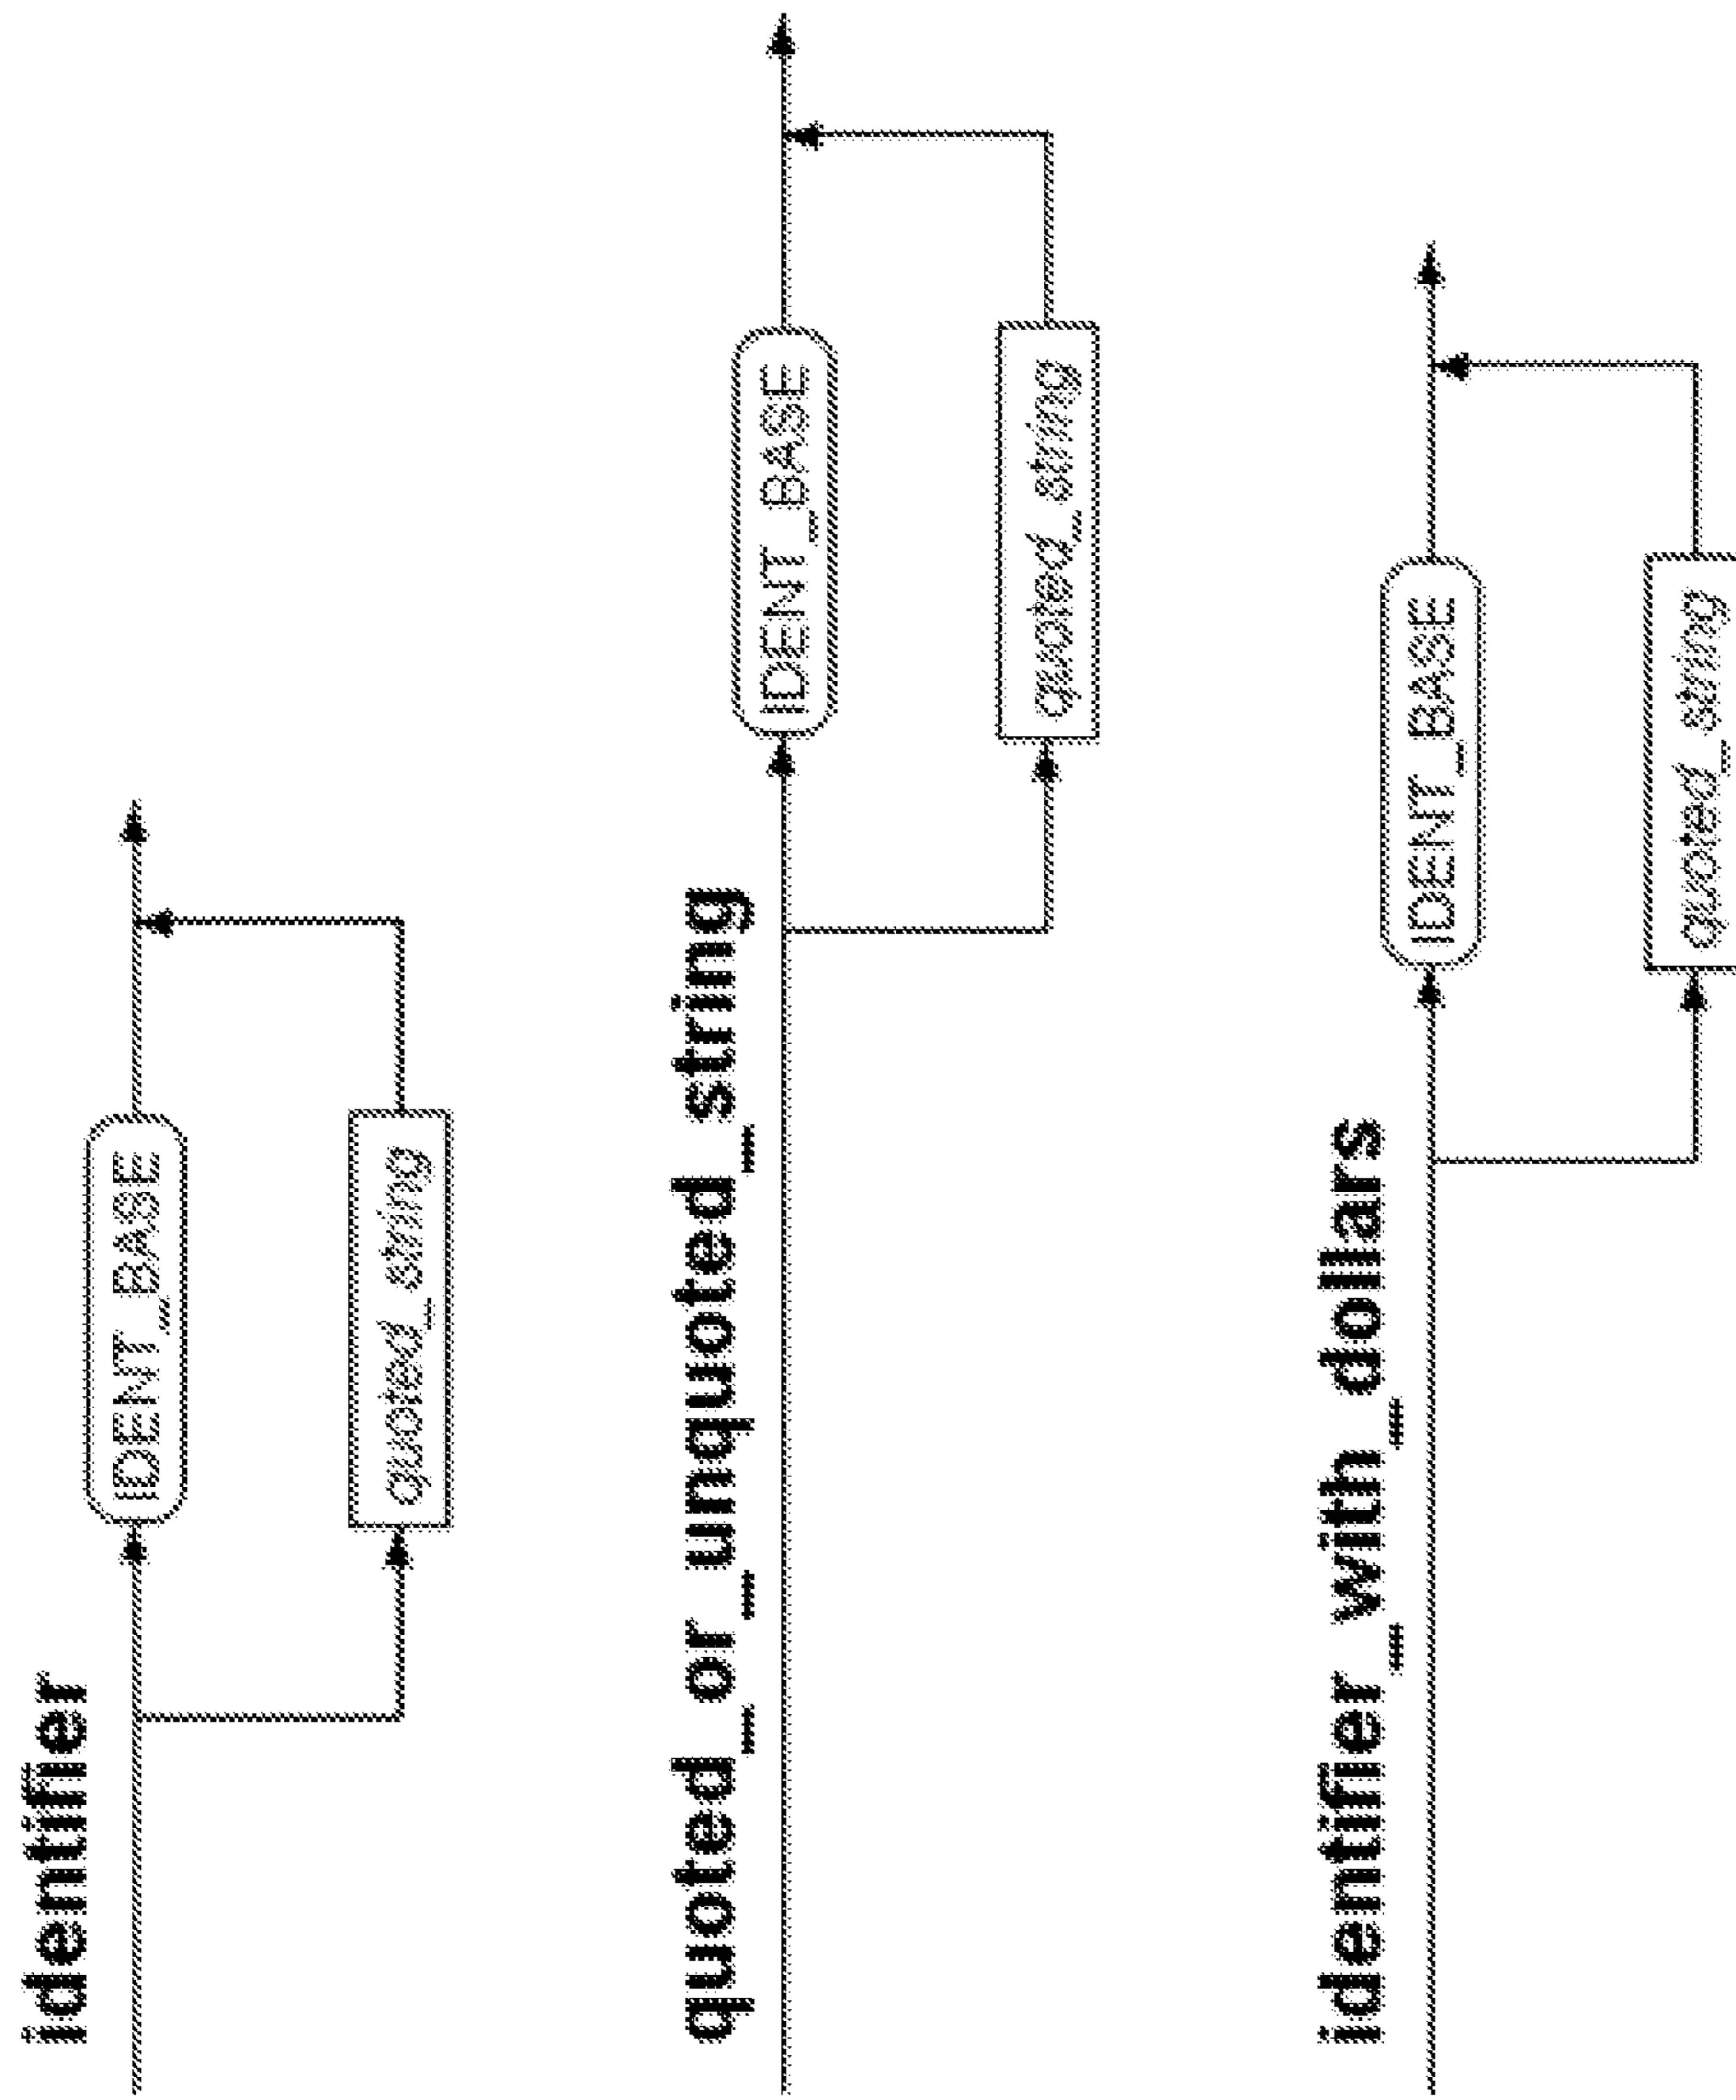 identifier
IDENT_BASE
quoted_string
quoted_or_unquoted_string
IDENT_BASE
quoted_string
identifier_with_dollars
IDENT_BASE
quoted_string